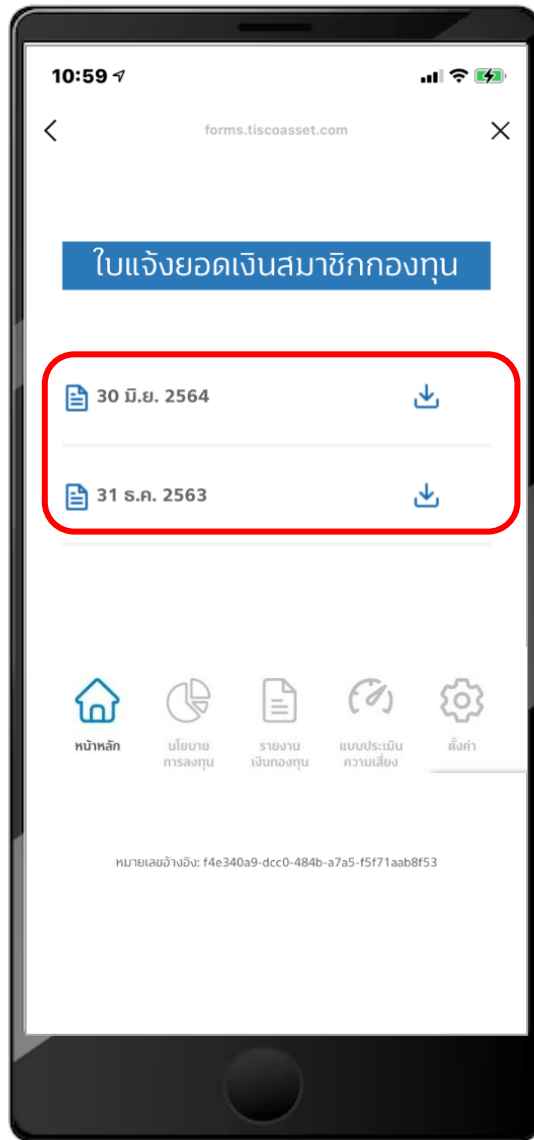 10:59
forms.tiscoasset.com
ใบแจ้งยอดเงินสมาชิกกองทุน
30 มิ.ย. 2564
31 ธ.ค. 2563
หน้าหลัก
นโยบาย
การลงทุน
รายงาน
เงินกองทุน
แบบประเมิน
ความเสี่ยง
ตั้งค่า
หมายเลขอ้างอิง: f4e340a9-dcc0-484b-a7a5-f5f71aab8f53